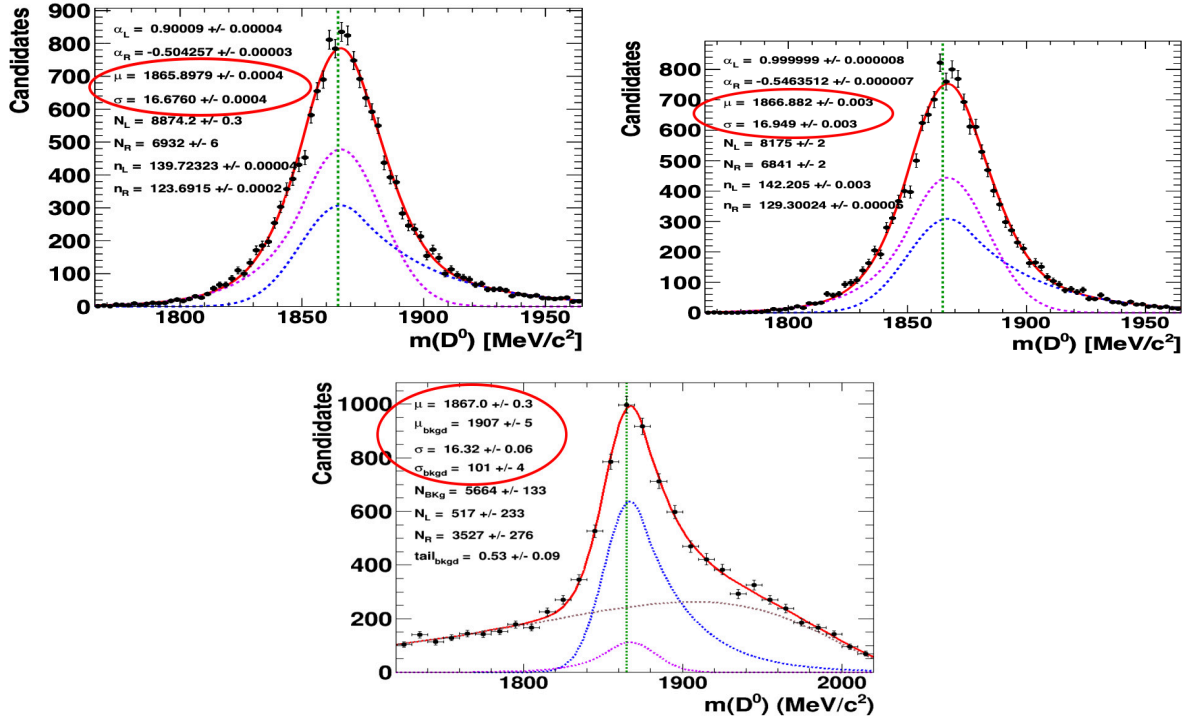 Candidates
900
800
700
600
500
400
300
200
100
0
α_L = 0.90009 +/- 0.00004
α_R = -0.504257 +/- 0.00003
μ = 1865.8979 +/- 0.0004
σ = 16.6760 +/- 0.0004
N_L = 8874.2 +/- 0.3
N_R = 6932 +/- 6
n_L = 139.72323 +/- 0.00004
n_R = 123.6915 +/- 0.0002
1800 1850 1900 1950
m(D⁰) [MeV/c²]
Candidates
800
700
600
500
400
300
200
100
0
α_L = 0.999999 +/- 0.000008
α_R = -0.5463512 +/- 0.000007
μ = 1866.882 +/- 0.003
σ = 16.949 +/- 0.003
N_L = 8175 +/- 2
N_R = 6841 +/- 2
n_L = 142.205 +/- 0.003
n_R = 129.30024 +/- 0.00006
1800 1850 1900 1950
m(D⁰) [MeV/c²]
Candidates
1000
800
600
400
200
0
μ = 1867.0 +/- 0.3
μ_bkgd = 1907 +/- 5
σ = 16.32 +/- 0.06
σ_bkgd = 101 +/- 4
N_BKg = 5664 +/- 133
N_L = 517 +/- 233
N_R = 3527 +/- 276
tail_bkgd = 0.53 +/- 0.09
1800 1900 2000
m(D⁰) (MeV/c²)